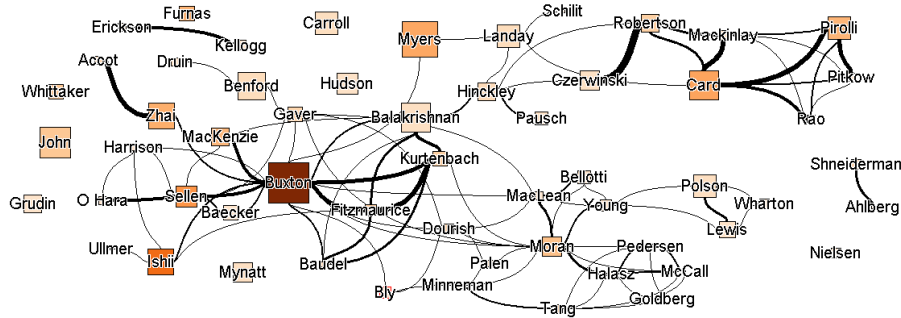 Schilit
Furnas
Erickson
Carroll
Robertson
Pirolli
Kellogg
Myers
Landay
Mackinlay
Accot
Druin
Benford
Hudson
Czerwinski
Card
Pitkow
Whittaker
Hinckley
Zhai
Gaver
Balakrishnan
Pausch
Rao
John
MacKenzie
Harrison
Kurtenbach
Shneiderman
Buxton
Bellotti
Polson
O Hara
Sellen
MacLean
Wharton
Grudin
Baecker
Fitzmaurice
Young
Ahlberg
Dourish
Lewis
Ullmer
Ishii
Moran
Pedersen
Nielsen
Mynatt
Baudel
Palen
Halasz
McCall
Bly
Minneman
Goldberg
Tang